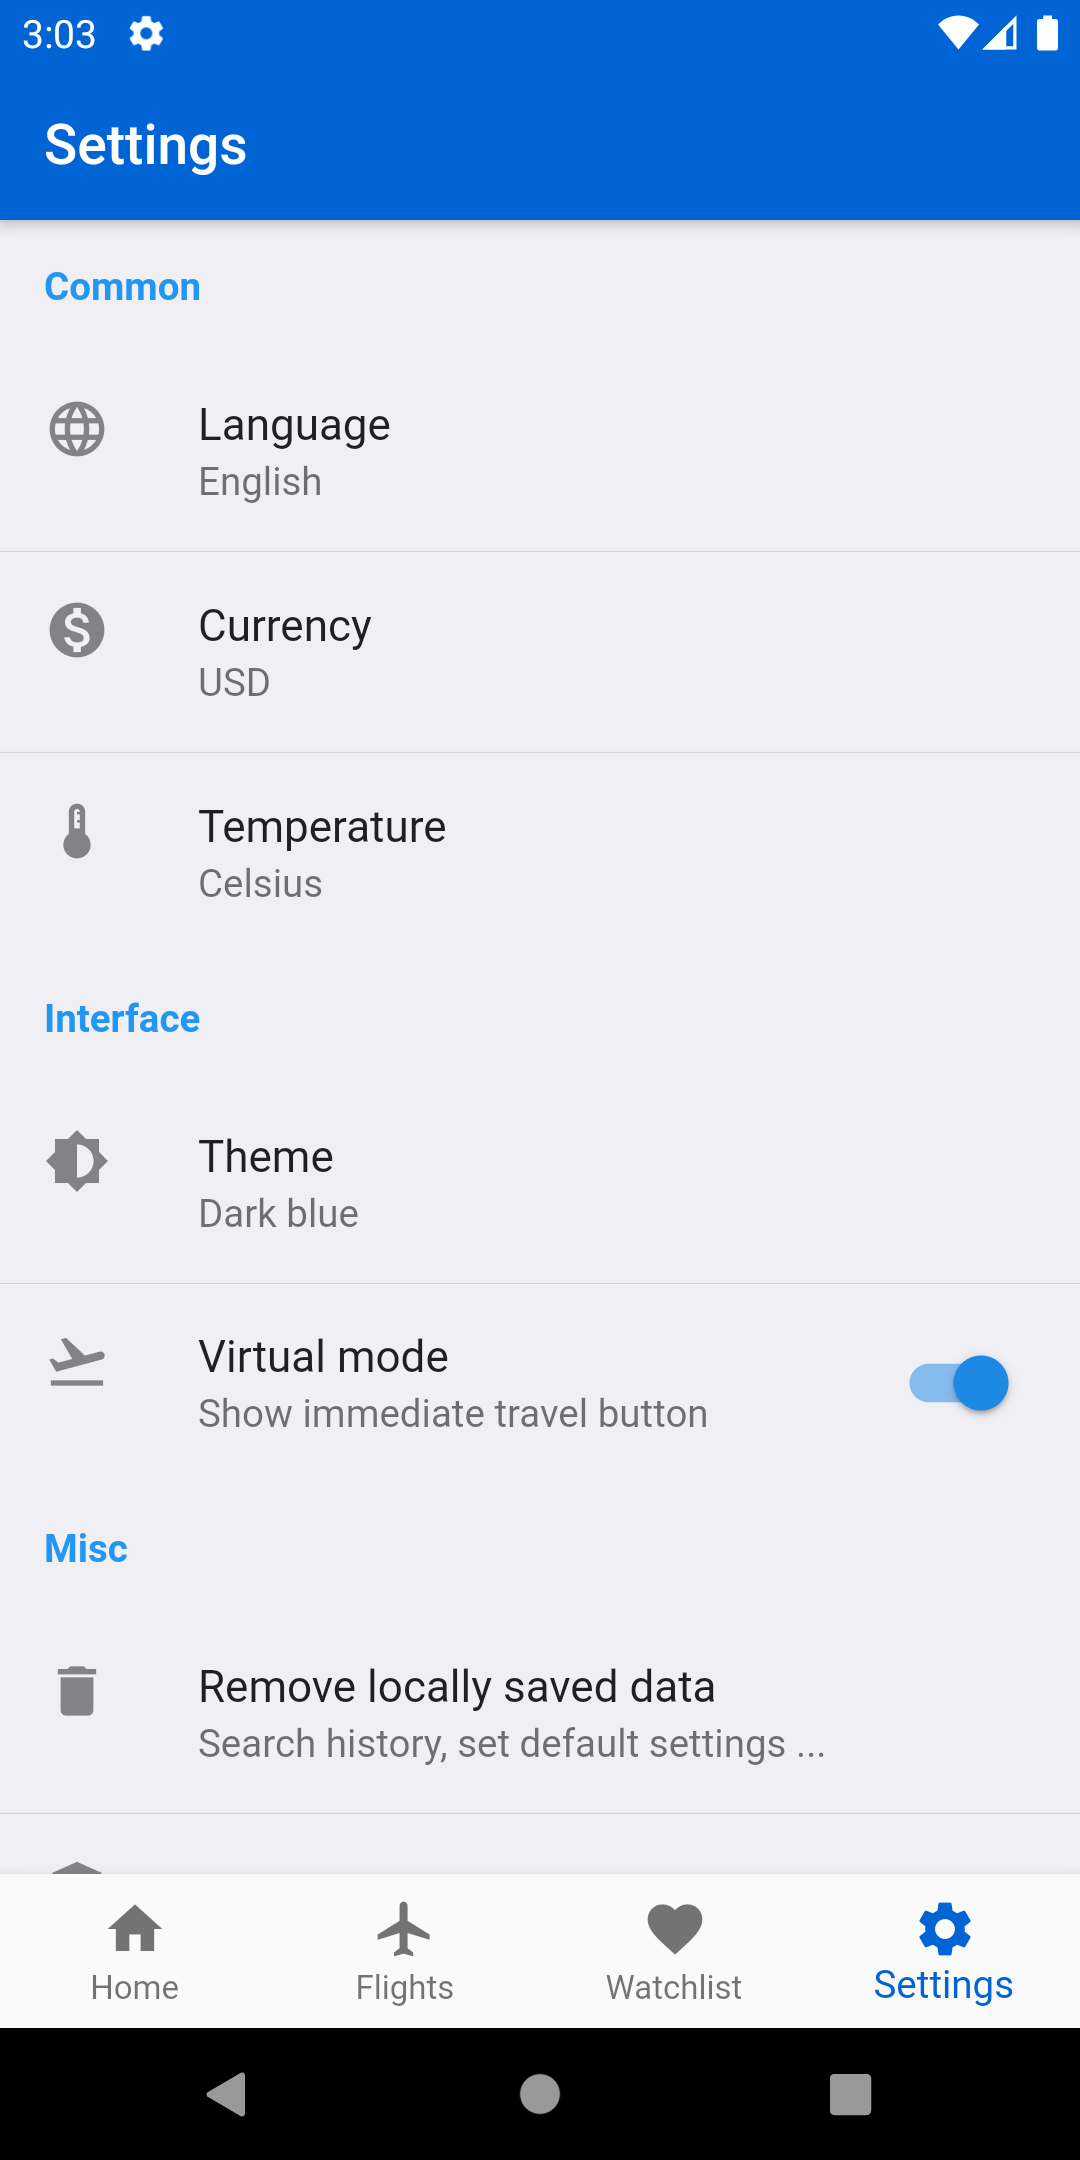 3:03
Settings
Common
Language
English
Currency
USD
Temperature
Celsius
Interface
Theme
Dark blue
Virtual mode
Show immediate travel button
Misc
Remove locally saved data
Search history, set default settings ...
Home
Flights
Watchlist
Settings